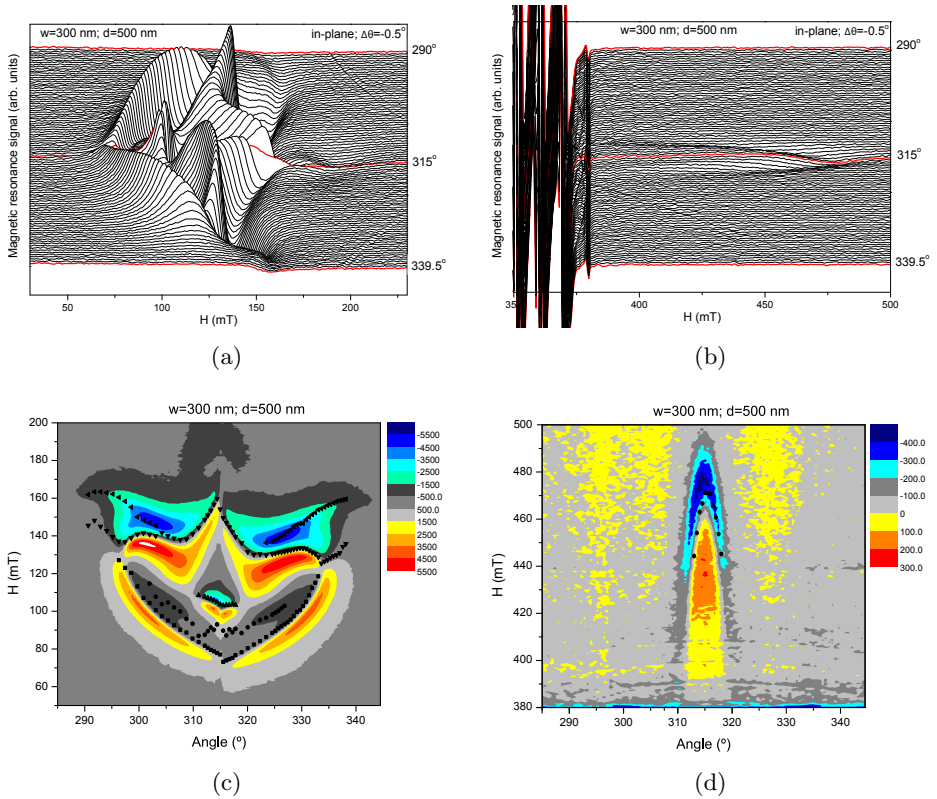 w=300 nm; d=500 nm in-plane; Δθ=-0.5°
290°
315°
339.5°
Magnetic resonance signal (arb. units)
50 100 150 200
H (mT)
(a)
w=300 nm; d=500 nm in-plane; Δθ=-0.5°
290°
315°
339.5°
Magnetic resonance signal (arb. units)
400 450 500
H (mT)
(b)
w=300 nm; d=500 nm
200
180
160
140
120
100
80
60
H (mT)
290 300 310 320 330 340
Angle (º)
-5500
-4500
-3500
-2500
-1500
-500.0
500.0
1500
2500
3500
4500
5500
(c)
w=300 nm; d=500 nm
500
480
460
440
420
400
380
H (mT)
290 300 310 320 330 340
Angle (º)
-400.0
-300.0
-200.0
-100.0
0
100.0
200.0
300.0
(d)